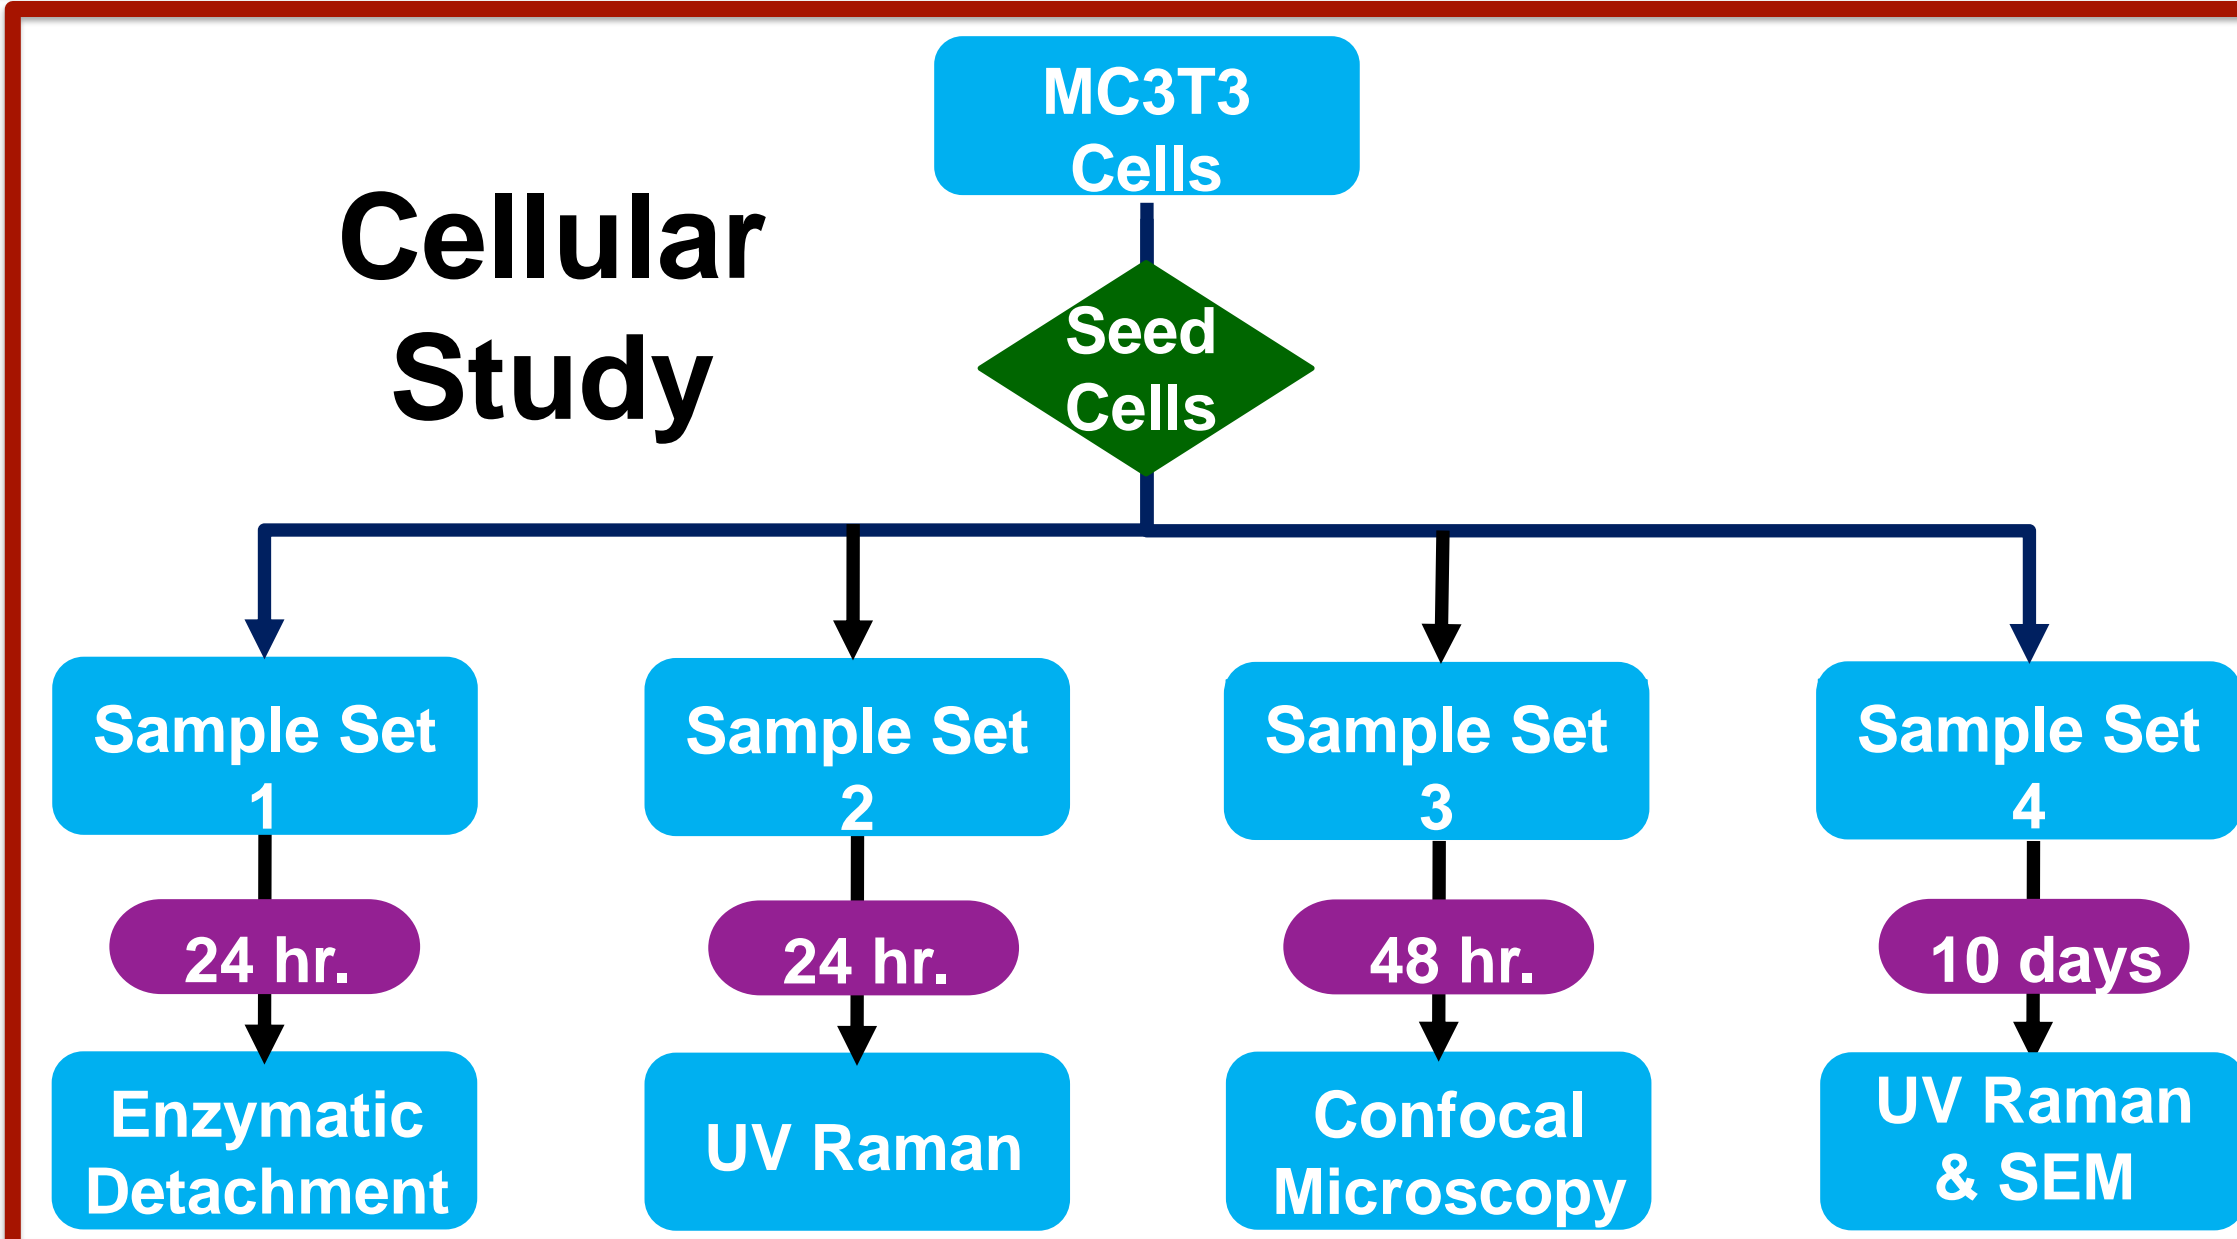 MC3T3
Cells
Cellular
Study
Seed
Cells
Sample Set
1
Sample Set
2
Sample Set
3
Sample Set
4
24 hr.
24 hr.
48 hr.
10 days
Enzymatic
Detachment
UV Raman
Confocal
Microscopy
UV Raman
& SEM